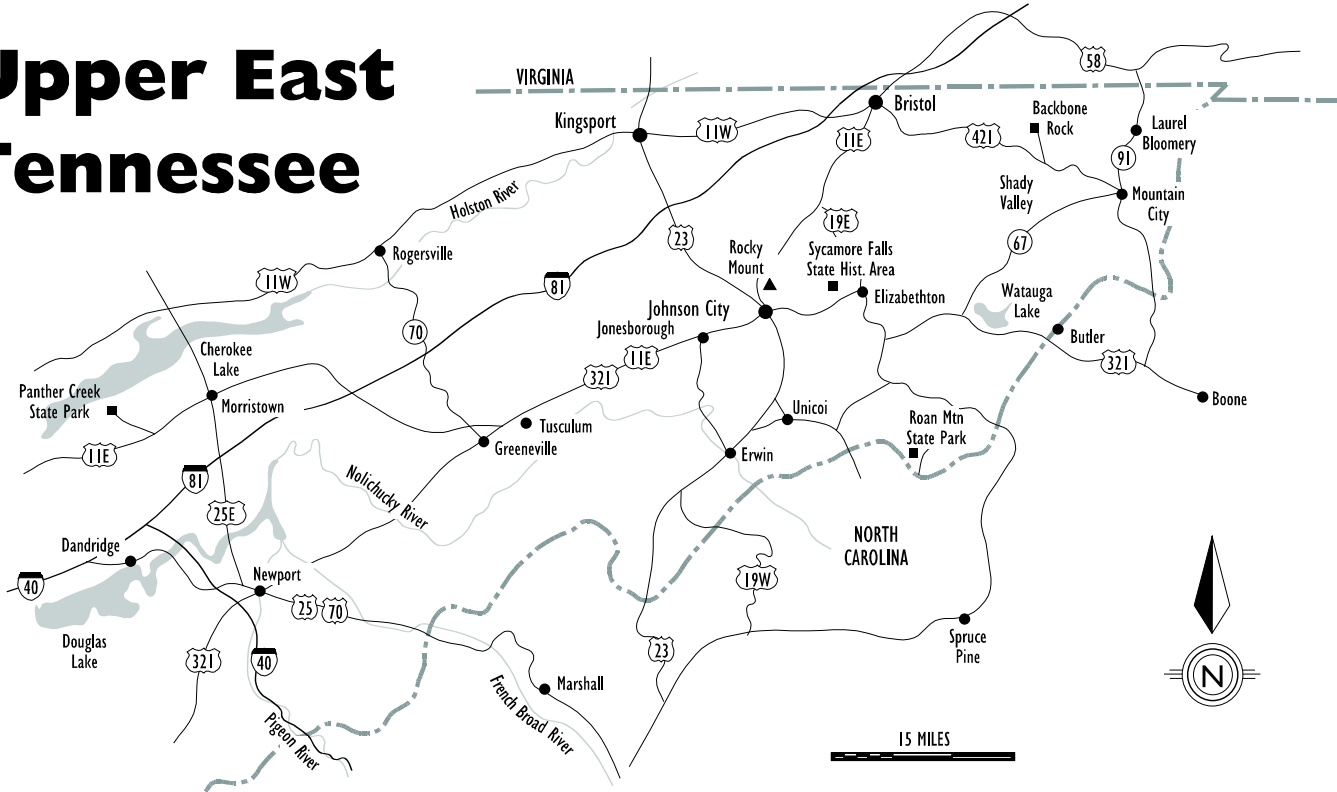 Upper East
Tennessee
VIRGINIA
58
Kingsport
11W
Bristol
11E
421
Backbone
Rock
Laurel
Bloomery
91
Shady
Valley
Mountain
City
Holston River
23
19E
67
Rogersville
11W
81
Rocky
Mount
Sycamore Falls
State Hist. Area
Elizabethton
Watauga
Lake
Johnson City
Jonesborough
Butler
70
11E
321
321
Cherokee
Lake
Panther Creek
State Park
Morristown
Boone
Tusculum
Unicoi
Roan Mtn
State Park
Greeneville
11E
Erwin
81
Nolichucky River
25E
NORTH
CAROLINA
Dandridge
40
Newport
25
70
19W
Douglas
Lake
321
40
23
Spruce
Pine
Marshall
French Broad River
Pigeon River
N
15 MILES